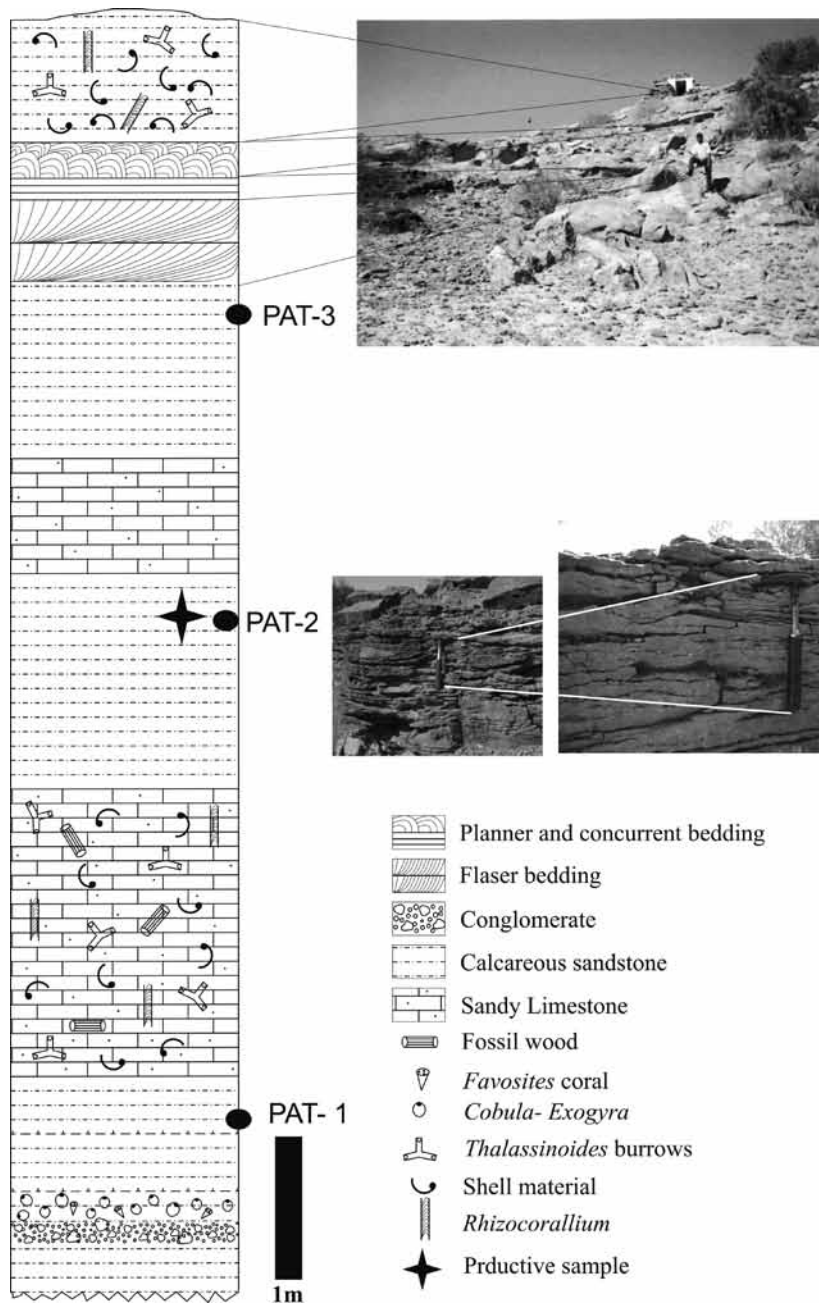 PAT-3
PAT-2
PAT- 1
1m
Planner and concurrent bedding
Flaser bedding
Conglomerate
Calcareous sandstone
Sandy Limestone
Fossil wood
Favosites coral
Cobula- Exogyra
Thalassinoides burrows
Shell material
Rhizocorallium
Prductive sample